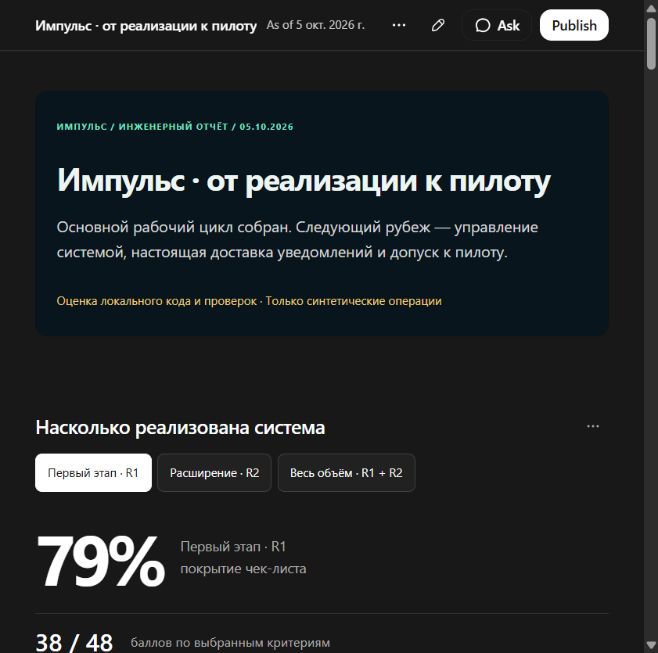 Импульс · от реализации к пилоту As of 5 окт. 2026 г. ··· Ask Publish
ИМПУЛЬС / ИНЖЕНЕРНЫЙ ОТЧЁТ / 05.10.2026
Импульс · от реализации к пилоту
Основной рабочий цикл собран. Следующий рубеж — управление
системой, настоящая доставка уведомлений и допуск к пилоту.
Оценка локального кода и проверок · Только синтетические операции
Насколько реализована система ···
Первый этап · R1 Расширение · R2 Весь объём · R1 + R2
79% Первый этап · R1
покрытие чек-листа
38 / 48 баллов по выбранным критериям